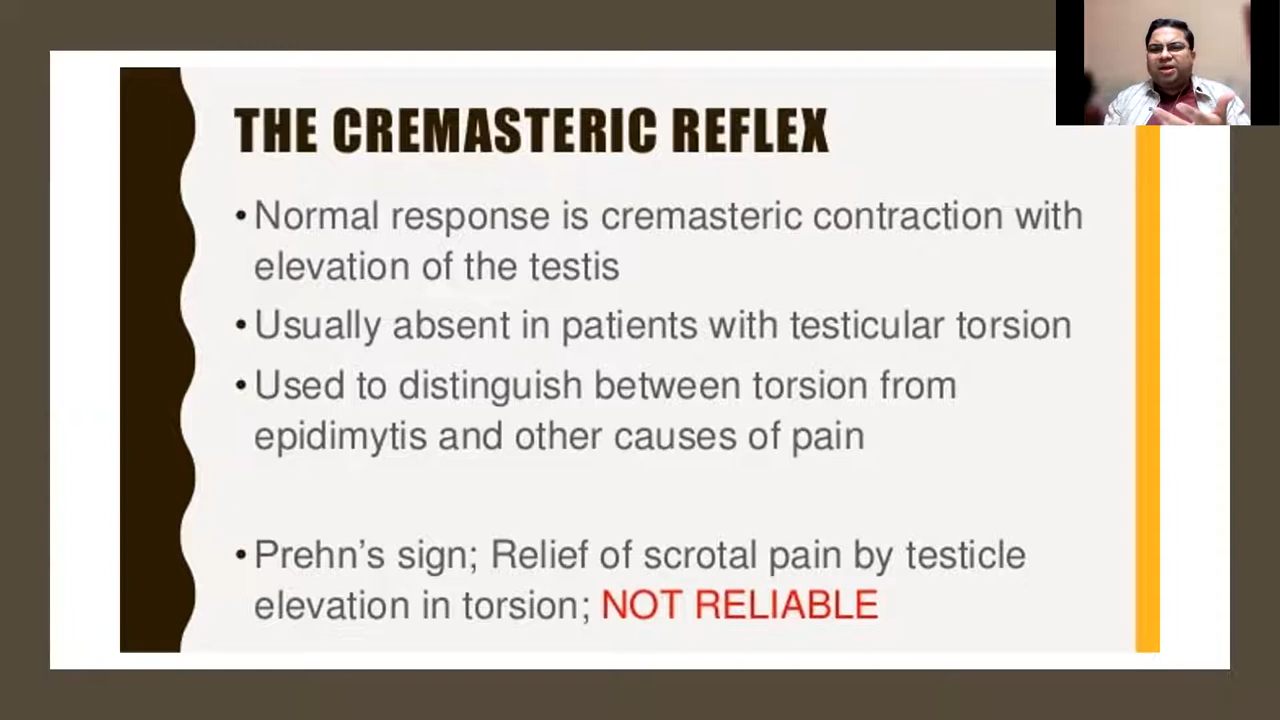 THE CREMASTERIC REFLEX
•Normal response is cremasteric contraction with
elevation of the testis
•Usually absent in patients with testicular torsion
•Used to distinguish between torsion from
epidimytis and other causes of pain
•Prehn's sign; Relief of scrotal pain by testicle
elevation in torsion; NOT RELIABLE